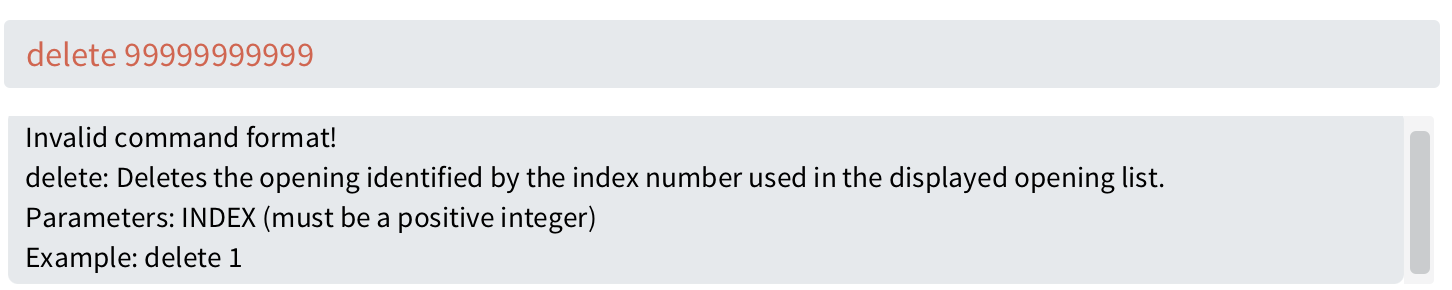 delete 99999999999
Invalid command format!
delete: Deletes the opening identified by the index number used in the displayed opening list.
Parameters: INDEX (must be a positive integer)
Example: delete 1